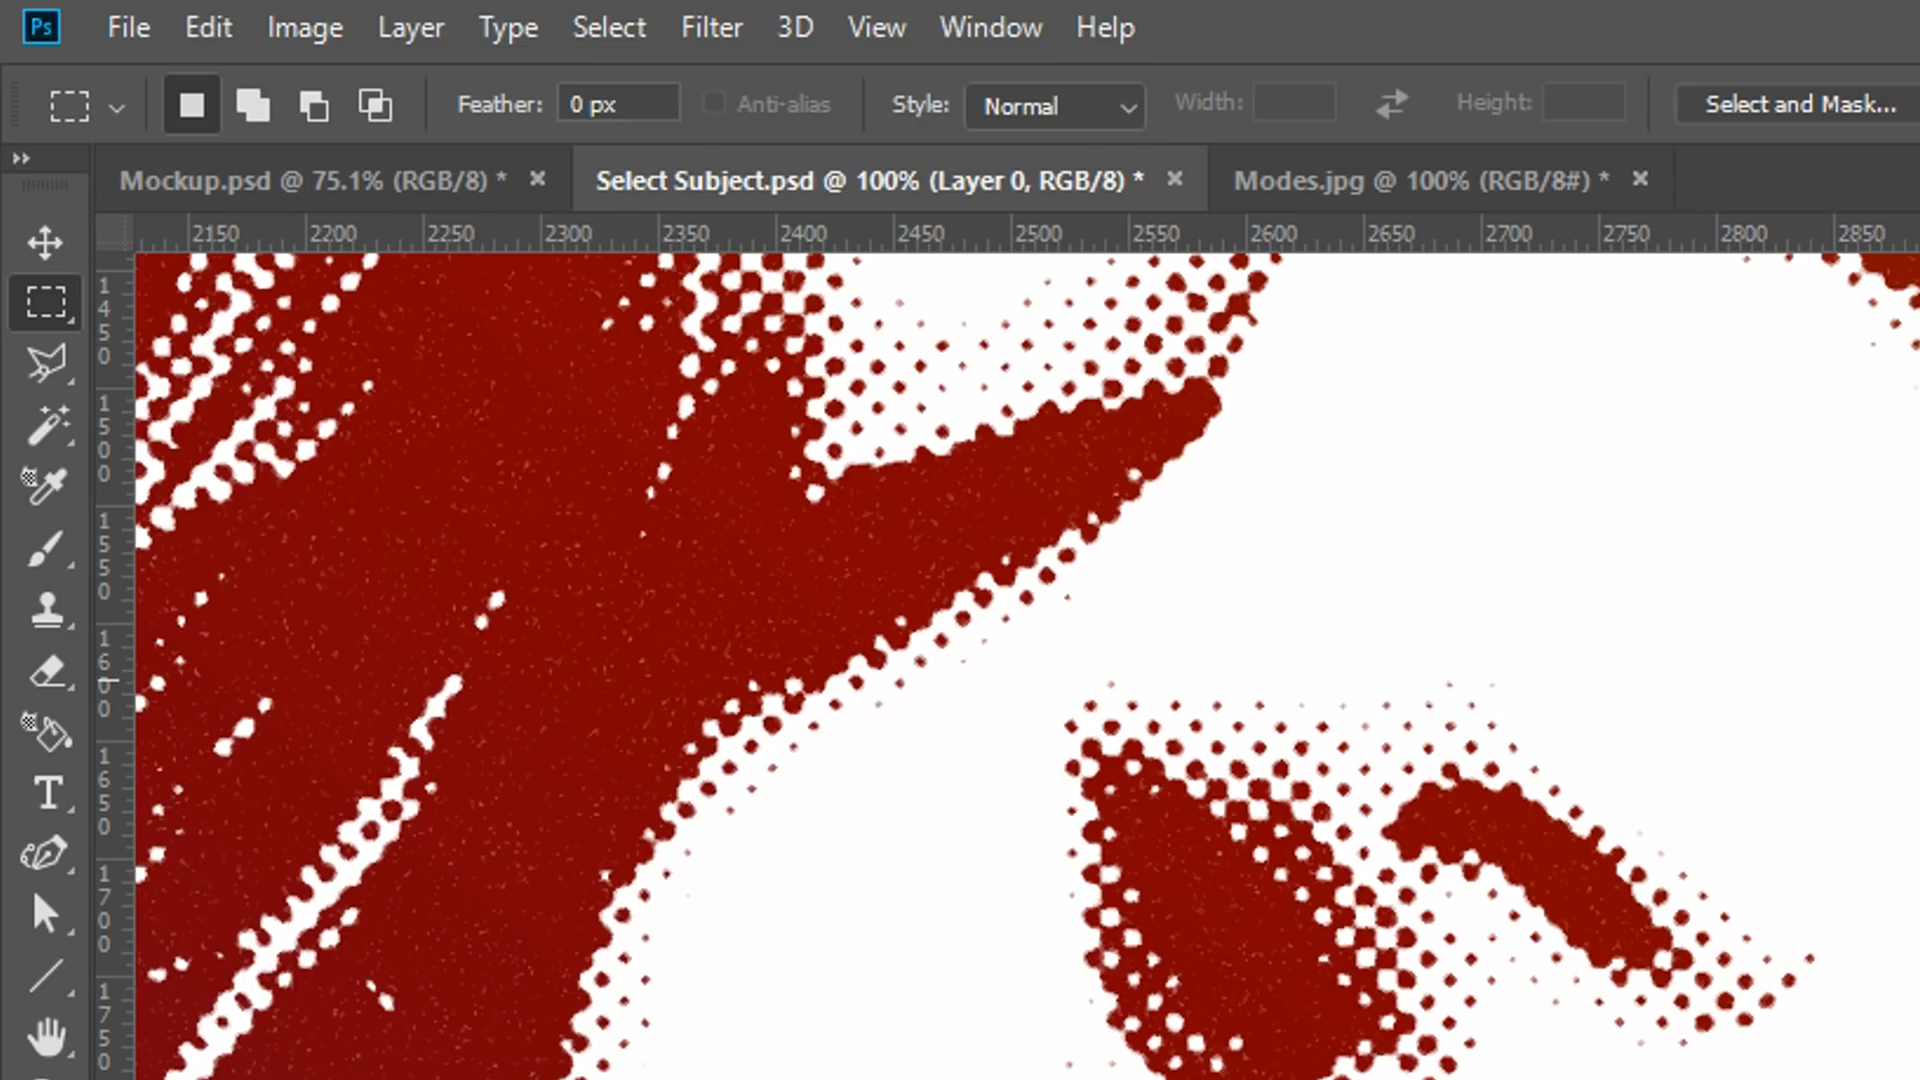 Ps File Edit Image Layer Type Select Filter 3D View Window Help
Feather: 0 px Anti-alias Style: Normal Width: Height: Select and Mask...
Mockup.psd @ 75.1% (RGB/8) * Select Subject.psd @ 100% (Layer 0, RGB/8) * Modes.jpg @ 100% (RGB/8#) *
2150 2200 2250 2300 2350 2400 2450 2500 2550 2600 2650 2700 2750 2800 2850
1450
1500
1550
1600
1650
1700
1750
T